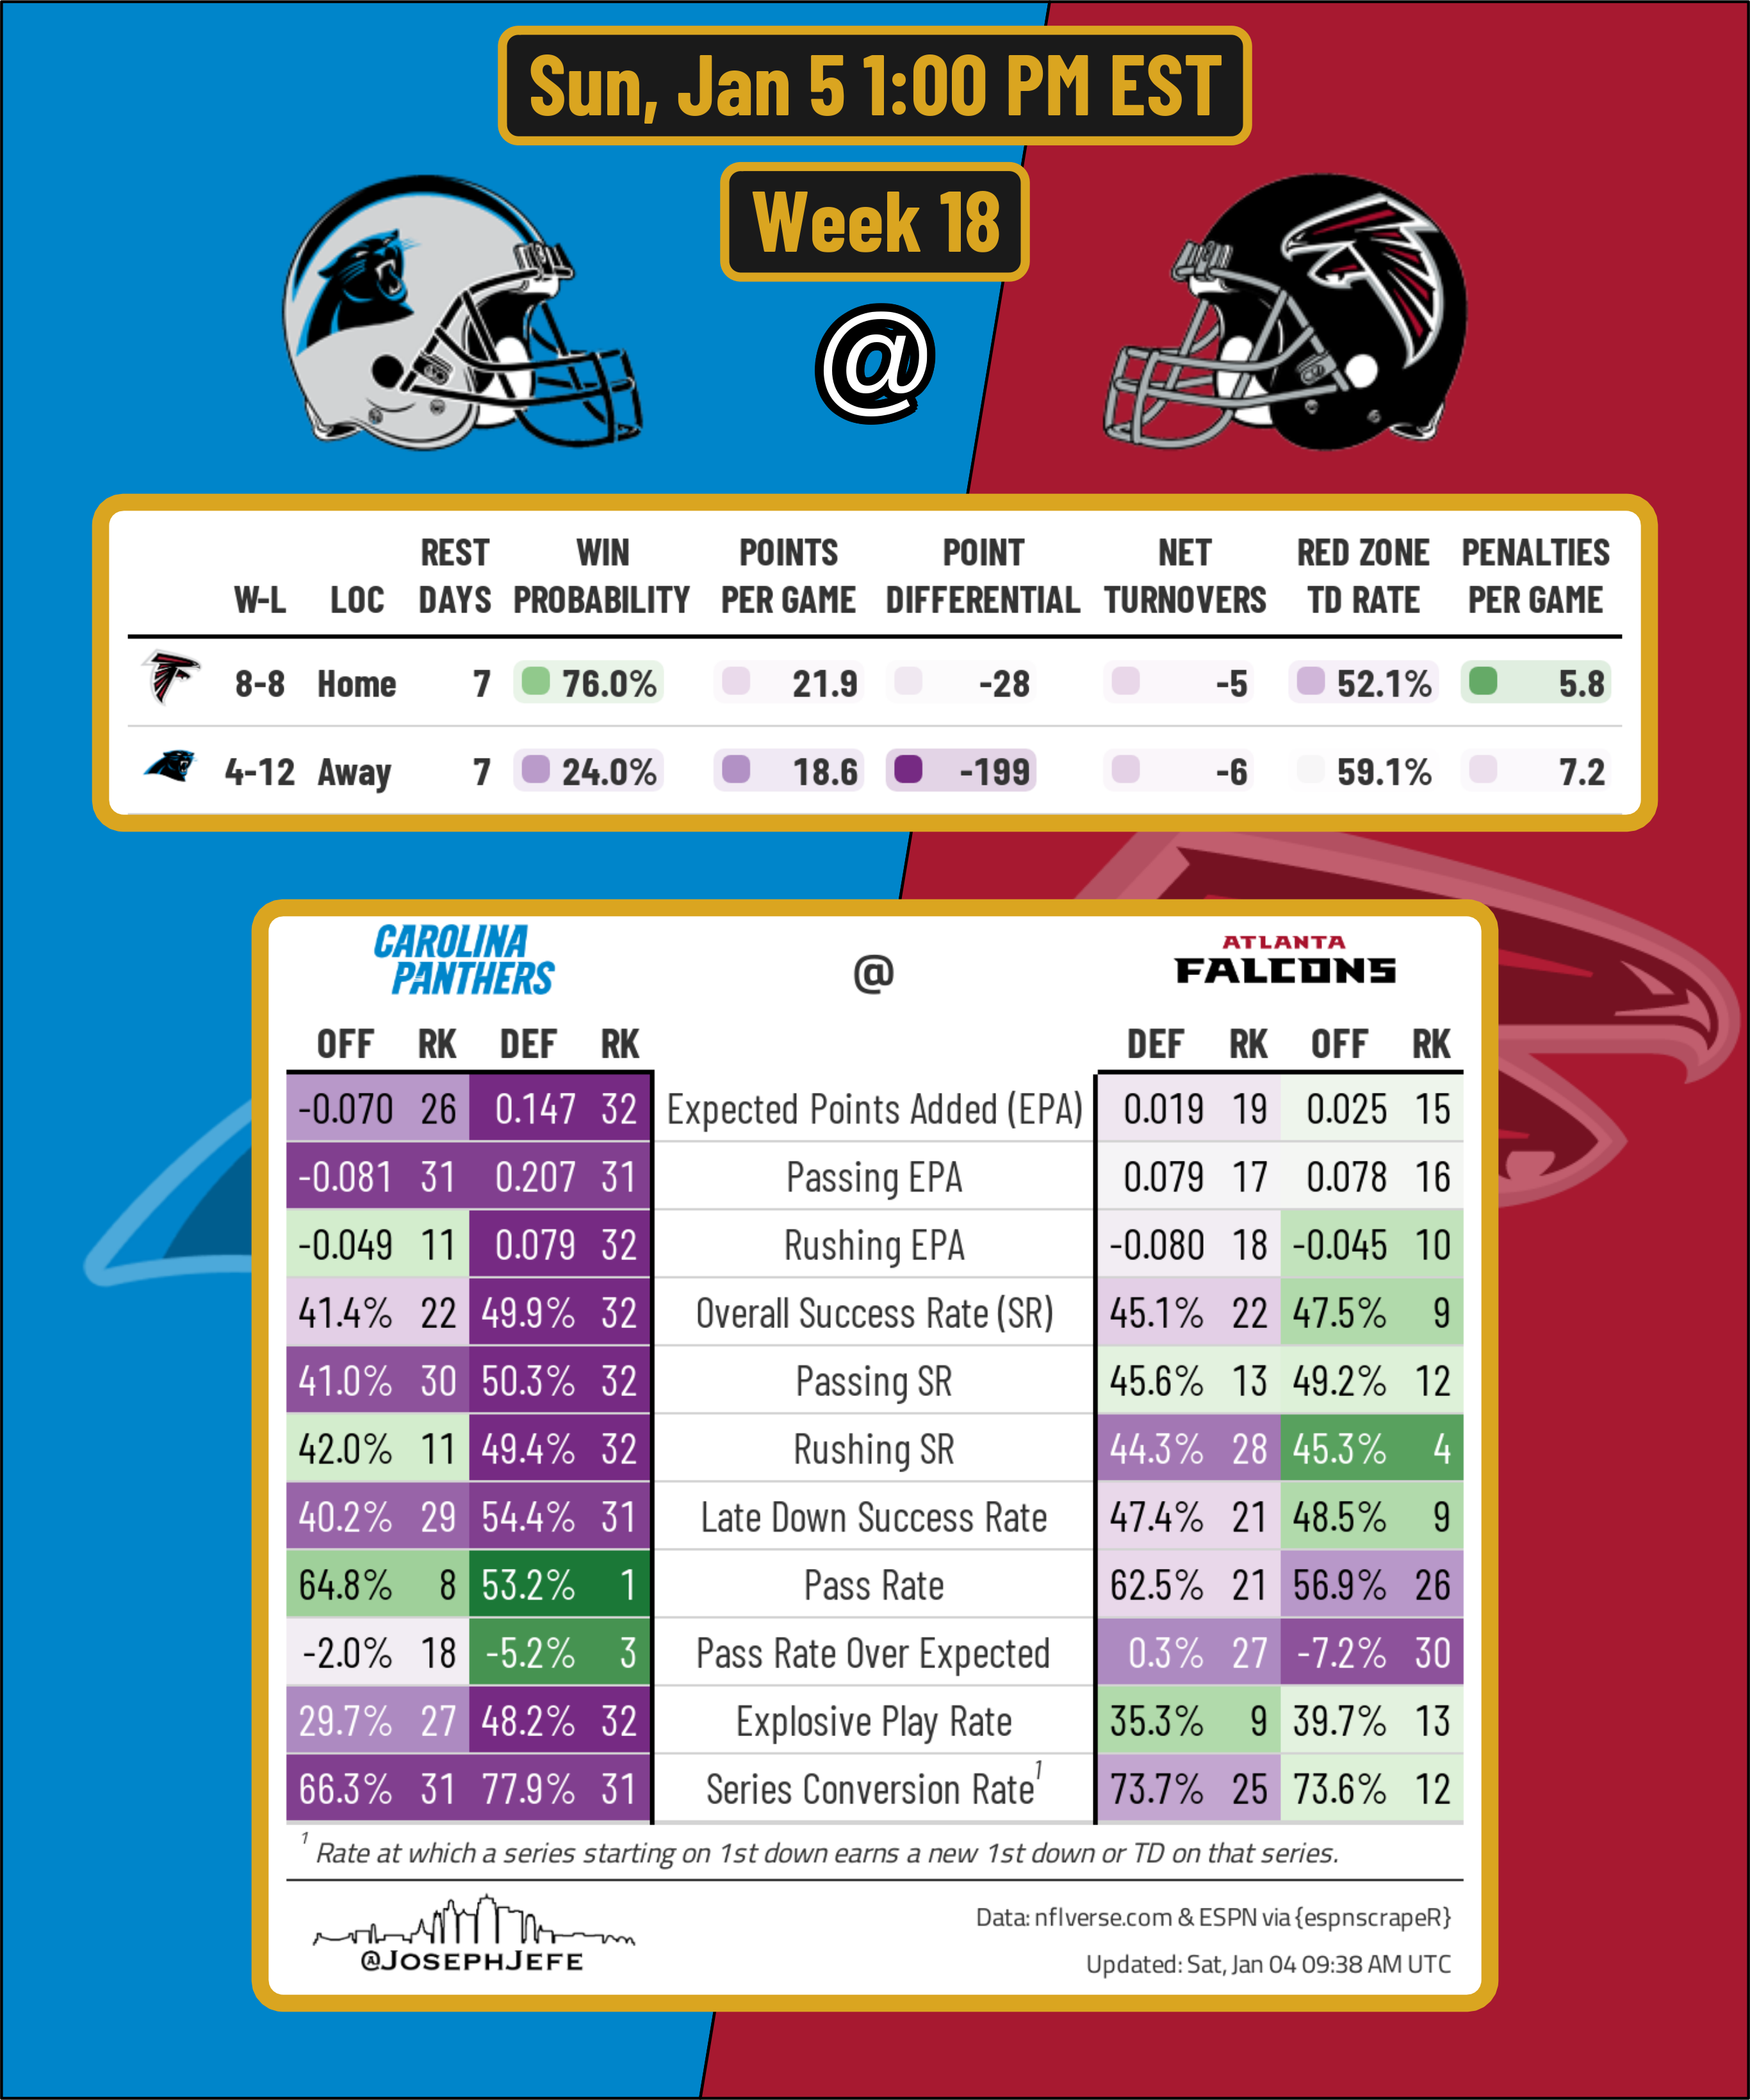 Sun, Jan 5 1:00 PM EST
Week 18
@
W-L LOC REST DAYS WIN PROBABILITY POINTS PER GAME POINT DIFFERENTIAL NET TURNOVERS RED ZONE TD RATE PENALTIES PER GAME
8-8 Home 7 76.0% 21.9 -28 -5 52.1% 5.8
4-12 Away 7 24.0% 18.6 -199 -6 59.1% 7.2
CAROLINA PANTHERS @ ATLANTA FALCONS
OFF RK DEF RK DEF RK OFF RK
-0.070 26 0.147 32 Expected Points Added (EPA) 0.019 19 0.025 15
-0.081 31 0.207 31 Passing EPA 0.079 17 0.078 16
-0.049 11 0.079 32 Rushing EPA -0.080 18 -0.045 10
41.4% 22 49.9% 32 Overall Success Rate (SR) 45.1% 22 47.5% 9
41.0% 30 50.3% 32 Passing SR 45.6% 13 49.2% 12
42.0% 11 49.4% 32 Rushing SR 44.3% 28 45.3% 4
40.2% 29 54.4% 31 Late Down Success Rate 47.4% 21 48.5% 9
64.8% 8 53.2% 1 Pass Rate 62.5% 21 56.9% 26
-2.0% 18 -5.2% 3 Pass Rate Over Expected 0.3% 27 -7.2% 30
29.7% 27 48.2% 32 Explosive Play Rate 35.3% 9 39.7% 13
66.3% 31 77.9% 31 Series Conversion Rate¹ 73.7% 25 73.6% 12
¹ Rate at which a series starting on 1st down earns a new 1st down or TD on that series.
@JOSEPHJEFE
Data: nflverse.com & ESPN via {espnscrapeR}
Updated: Sat, Jan 04 09:38 AM UTC